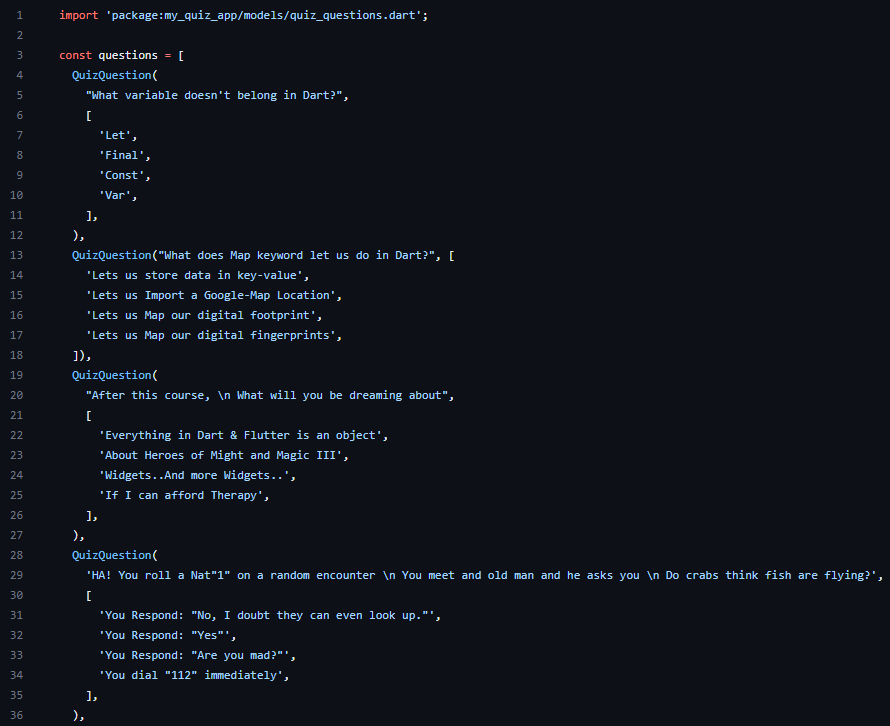 1 import 'package:my_quiz_app/models/quiz_questions.dart';
2
3 const questions = [
4 QuizQuestion(
5 "What variable doesn't belong in Dart?",
6 [
7 'Let',
8 'Final',
9 'Const',
10 'Var',
11 ],
12 ),
13 QuizQuestion("What does Map keyword let us do in Dart?", [
14 'Lets us store data in key-value',
15 'Lets us Import a Google-Map Location',
16 'Lets us Map our digital footprint',
17 'Lets us Map our digital fingerprints',
18 ]),
19 QuizQuestion(
20 "After this course, \n What will you be dreaming about",
21 [
22 'Everything in Dart & Flutter is an object',
23 'About Heroes of Might and Magic III',
24 'Widgets..And more Widgets..',
25 'If I can afford Therapy',
26 ],
27 ),
28 QuizQuestion(
29 'HA! You roll a Nat"1" on a random encounter \n You meet and old man and he asks you \n Do crabs think fish are flying?',
30 [
31 'You Respond: "No, I doubt they can even look up."',
32 'You Respond: "Yes"',
33 'You Respond: "Are you mad?"',
34 'You dial "112" immediately',
35 ],
36 ),